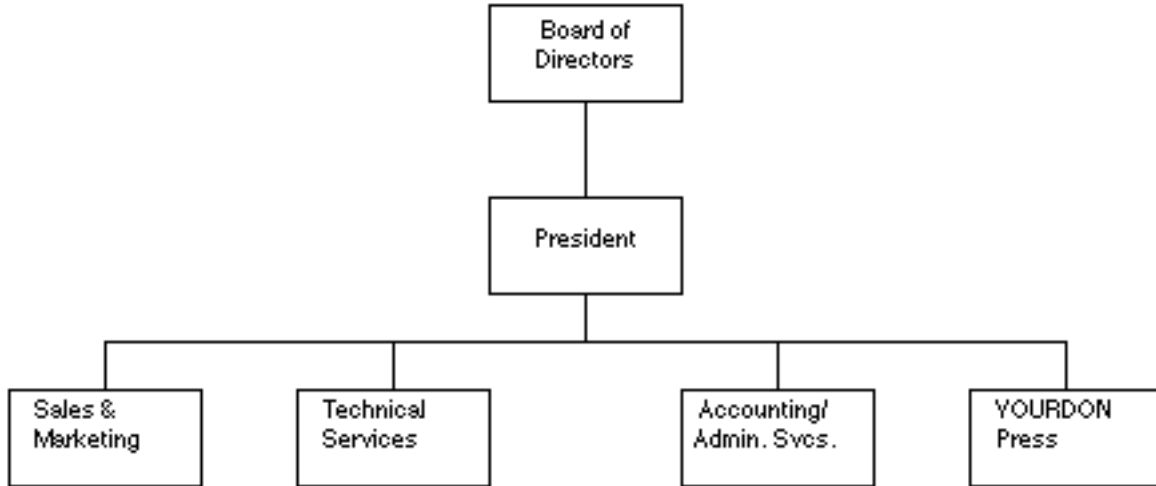 Board of
Directors
President
Sales &
Marketing
Technical
Services
Accounting/
Admin. Svcs.
YOURDON
Press